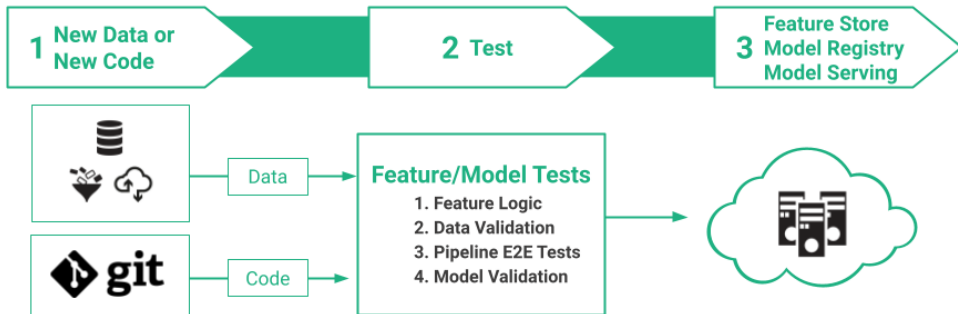 1 New Data or
New Code
2 Test
3 Feature Store
Model Registry
Model Serving
Data
Feature/Model Tests
1. Feature Logic
2. Data Validation
3. Pipeline E2E Tests
4. Model Validation
git
Code